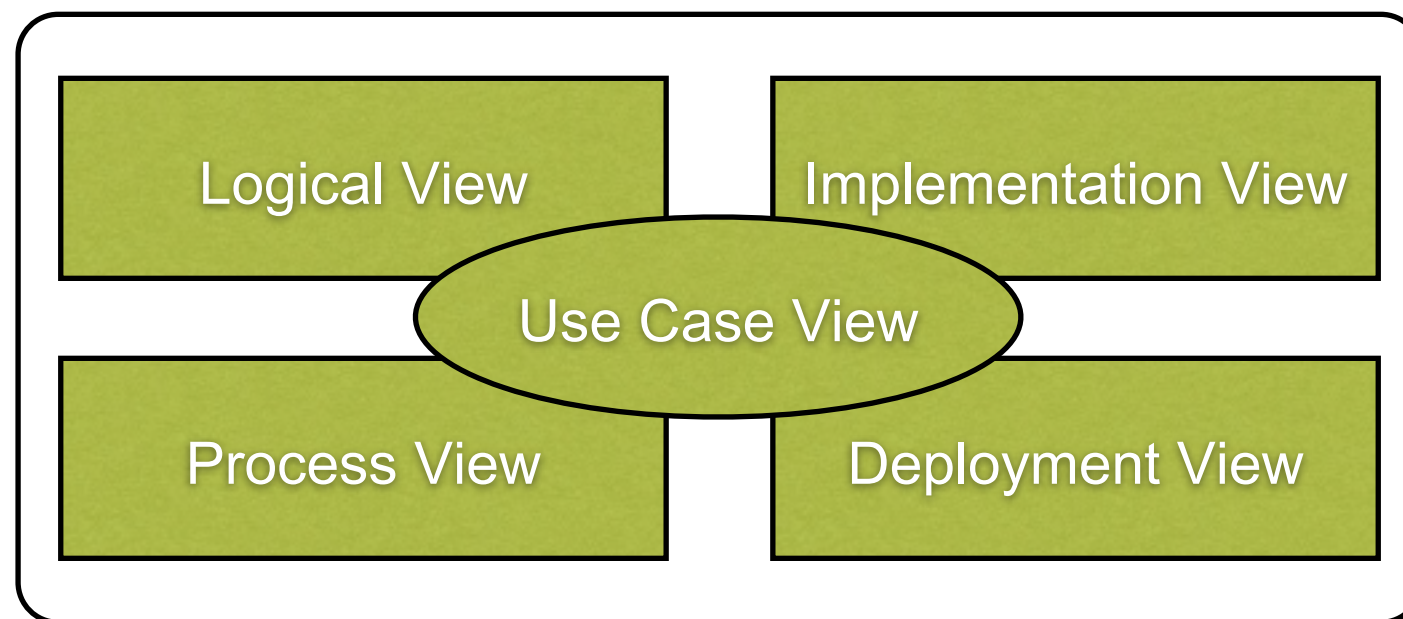 Logical View
Implementation View
Use Case View
Process View
Deployment View